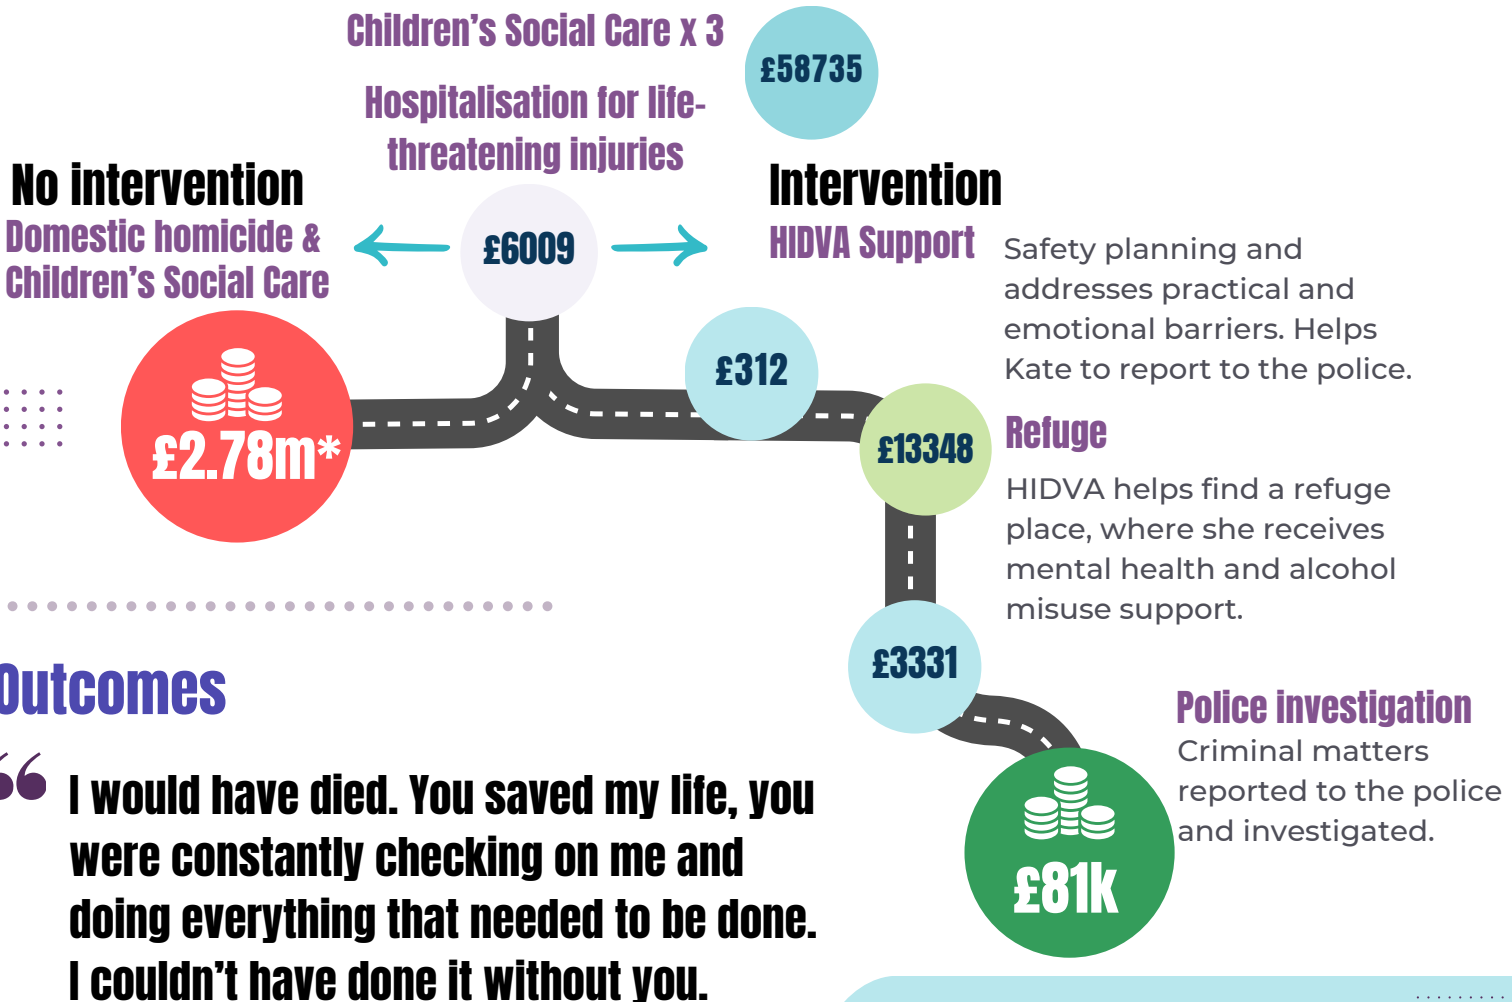 Children's Social Care x 3
£58735
Hospitalisation for life-
threatening injuries
£6009
No intervention
Domestic homicide &
Children's Social Care
£2.78m*
Intervention
HIDVA Support
£312
Safety planning and
addresses practical and
emotional barriers. Helps
Kate to report to the police.
£13348
Refuge
HIDVA helps find a refuge
place, where she receives
mental health and alcohol
misuse support.
£3331
Police investigation
Criminal matters
reported to the police
and investigated.
£81k
Outcomes
“ I would have died. You saved my life, you
were constantly checking on me and
doing everything that needed to be done.
I couldn't have done it without you.